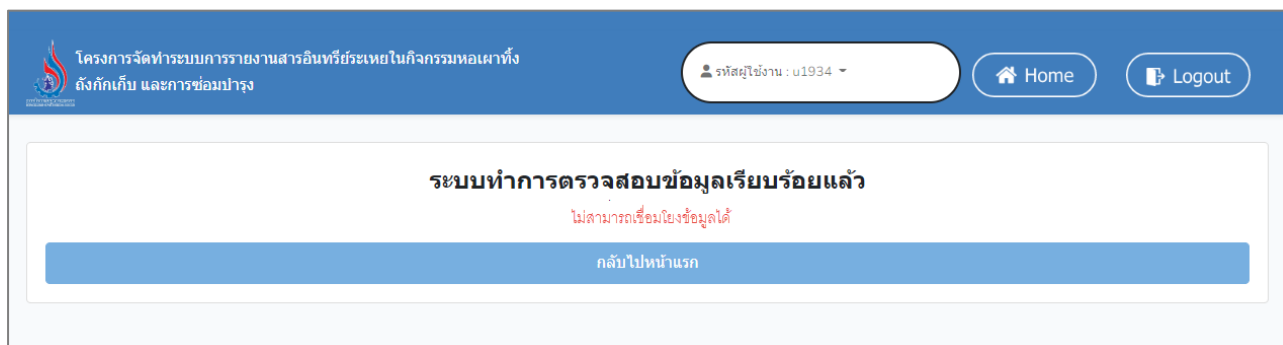 โครงการจัดทำระบบการรายงานสารอินทรีย์ระเหยในกิจกรรมหอเผาทิ้ง
ถังกักเก็บ และการซ่อมบำรุง
รหัสผู้ใช้งาน : u1934
Home
Logout
ระบบทำการตรวจสอบข้อมูลเรียบร้อยแล้ว
ไม่สามารถเชื่อมโยงข้อมูลได้
กลับไปหน้าแรก